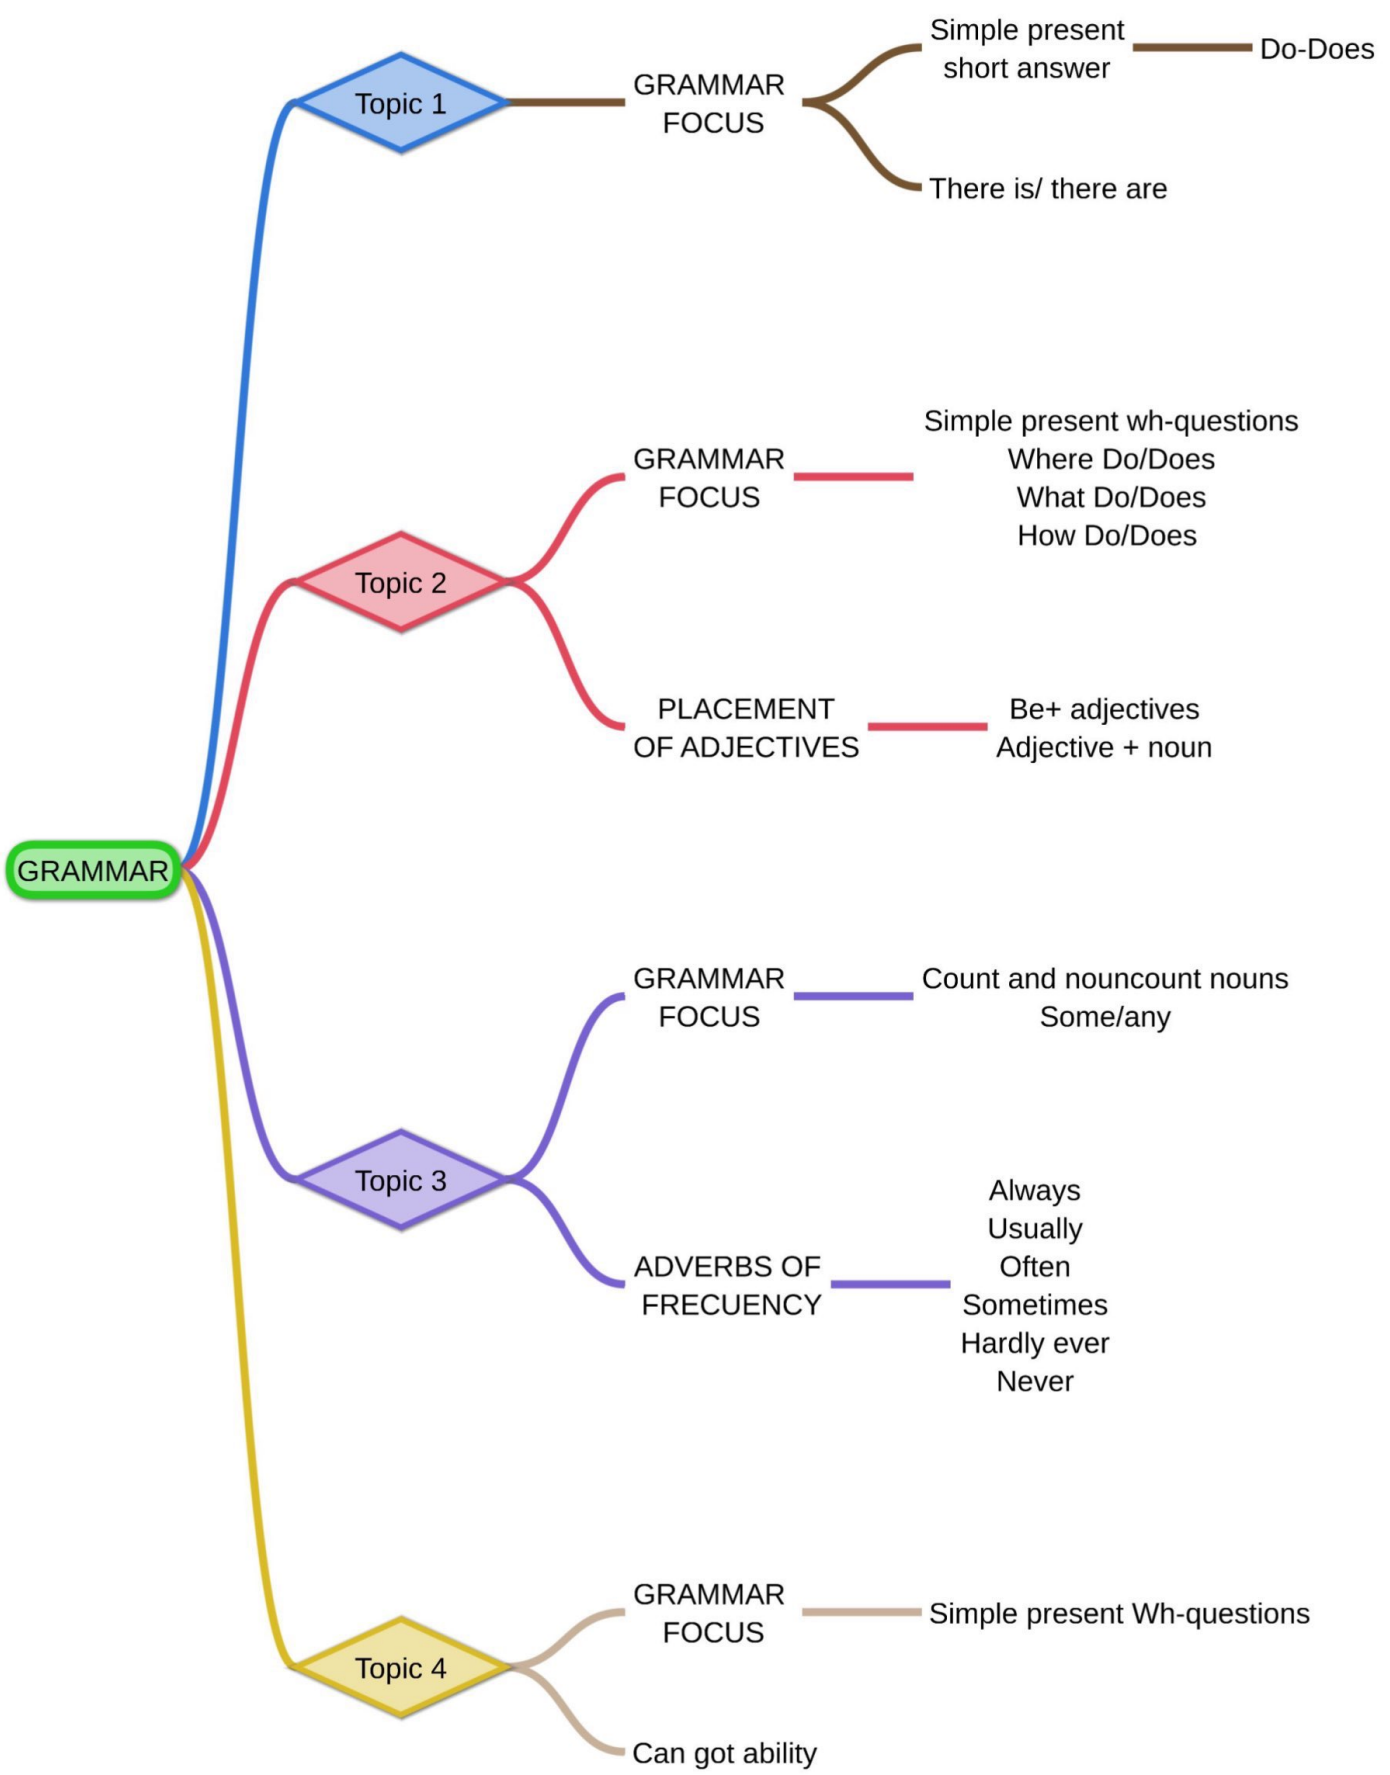 GRAMMAR
Topic 1
GRAMMAR
FOCUS
Simple present
short answer
Do-Does
There is/ there are
Topic 2
GRAMMAR
FOCUS
Simple present wh-questions
Where Do/Does
What Do/Does
How Do/Does
PLACEMENT
OF ADJECTIVES
Be+ adjectives
Adjective + noun
Topic 3
GRAMMAR
FOCUS
Count and nouncount nouns
Some/any
ADVERBS OF
FRECUENCY
Always
Usually
Often
Sometimes
Hardly ever
Never
Topic 4
GRAMMAR
FOCUS
Simple present Wh-questions
Can got ability